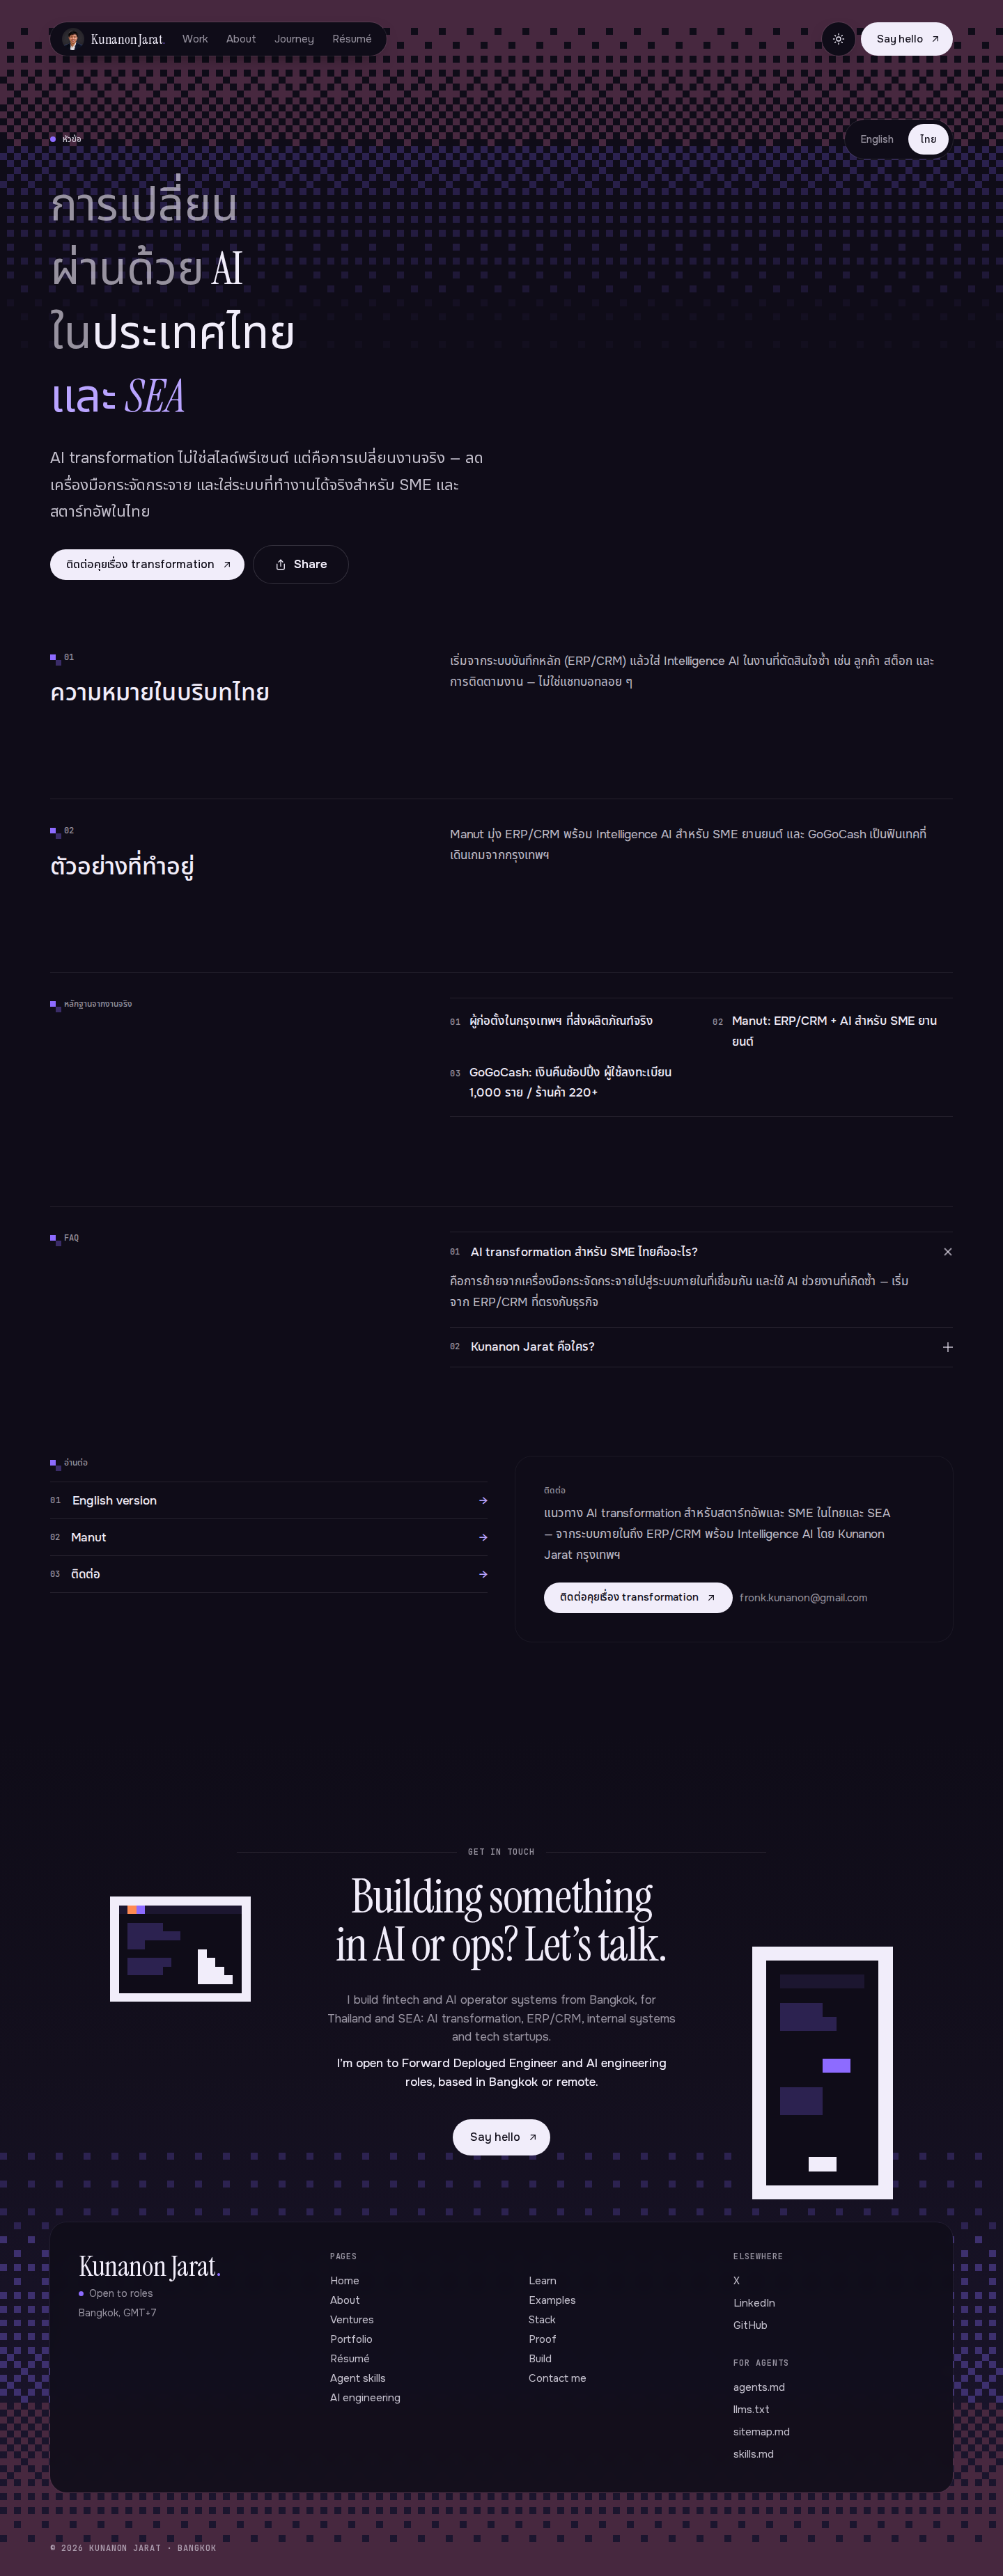 Kunanon Jarat. Work About Journey Résumé Say hello
หัวข้อ English ไทย
การเปลี่ยน
ผ่านด้วย AI
ในประเทศไทย
และ SEA
AI transformation ไม่ใช่สไลด์พรีเซนต์ แต่คือการเปลี่ยนงานจริง — ลด
เครื่องมือกระจัดกระจาย และใส่ระบบที่ทำงานได้จริงสำหรับ SME และ
สตาร์ทอัพในไทย
ติดต่อคุยเรื่อง transformation Share
01
ความหมายในบริบทไทย
เริ่มจากระบบบันทึกหลัก (ERP/CRM) แล้วใส่ Intelligence AI ในงานที่ตัดสินใจซ้ำ เช่น ลูกค้า สต็อก และ
การติดตามงาน — ไม่ใช่แชทบอทลอย ๆ
02
ตัวอย่างที่ทำอยู่
Manut มุ่ง ERP/CRM พร้อม Intelligence AI สำหรับ SME ยานยนต์ และ GoGoCash เป็นฟินเทคที่
เดินเกมจากกรุงเทพฯ
หลักฐานจากงานจริง
01 ผู้ก่อตั้งในกรุงเทพฯ ที่ส่งผลิตภัณฑ์จริง
02 Manut: ERP/CRM + AI สำหรับ SME ยาน
ยนต์
03 GoGoCash: เงินคืนช้อปปิ้ง ผู้ใช้ลงทะเบียน
1,000 ราย / ร้านค้า 220+
FAQ
01 AI transformation สำหรับ SME ไทยคืออะไร?
คือการย้ายจากเครื่องมือกระจัดกระจายไปสู่ระบบภายในที่เชื่อมกัน และใช้ AI ช่วยงานที่เกิดซ้ำ — เริ่ม
จาก ERP/CRM ที่ตรงกับธุรกิจ
02 Kunanon Jarat คือใคร?
อ่านต่อ
01 English version
02 Manut
03 ติดต่อ
ติดต่อ
แนวทาง AI transformation สำหรับสตาร์ทอัพและ SME ในไทยและ SEA
— จากระบบภายในถึง ERP/CRM พร้อม Intelligence AI โดย Kunanon
Jarat กรุงเทพฯ
ติดต่อคุยเรื่อง transformation fronk.kunanon@gmail.com
GET IN TOUCH
Building something
in AI or ops? Let’s talk.
I build fintech and AI operator systems from Bangkok, for
Thailand and SEA: AI transformation, ERP/CRM, internal systems
and tech startups.
I'm open to Forward Deployed Engineer and AI engineering
roles, based in Bangkok or remote.
Say hello
Kunanon Jarat.
Open to roles
Bangkok, GMT+7
PAGES
Home
About
Ventures
Portfolio
Résumé
Agent skills
AI engineering
Learn
Examples
Stack
Proof
Build
Contact me
ELSEWHERE
X
LinkedIn
GitHub
FOR AGENTS
agents.md
llms.txt
sitemap.md
skills.md
© 2026 KUNANON JARAT · BANGKOK